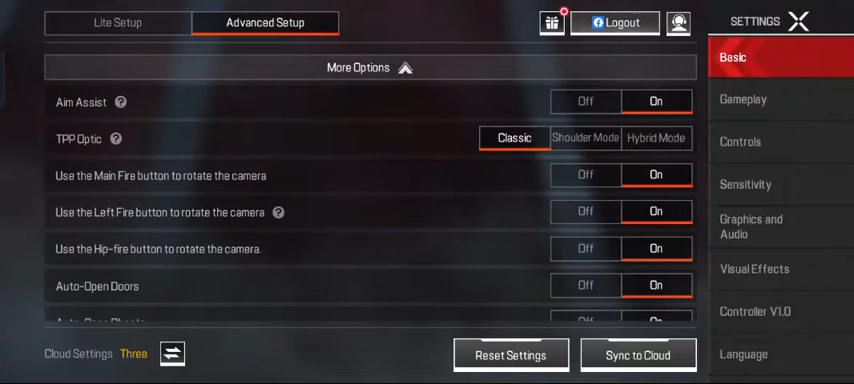 Lite Setup
Advanced Setup
Logout
SETTINGS
More Options
Basic
Aim Assist ?
Off
On
Gameplay
TPP Optic ?
Classic
Shoulder Mode
Hybrid Mode
Controls
Use the Main Fire button to rotate the camera
Off
On
Sensitivity
Use the Left Fire button to rotate the camera ?
Off
On
Graphics and
Audio
Use the Hip-fire button to rotate the camera.
Off
On
Visual Effects
Auto-Open Doors
Off
On
Controller V1.0
Off
On
Cloud Settings Three
Reset Settings
Sync to Cloud
Language